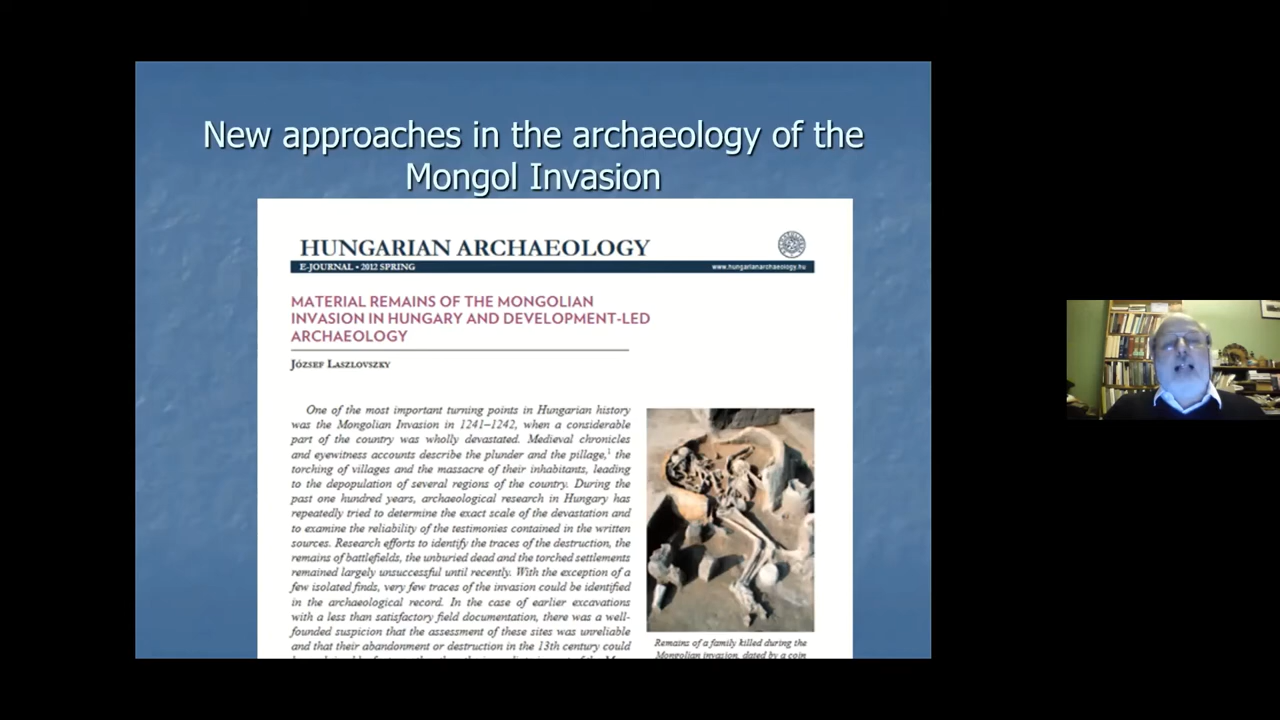 New approaches in the archaeology of the
Mongol Invasion
HUNGARIAN ARCHAEOLOGY
E-JOURNAL • 2012 SPRING
www.hungarianarchaeology.hu
MATERIAL REMAINS OF THE MONGOLIAN
INVASION IN HUNGARY AND DEVELOPMENT-LED
ARCHAEOLOGY
József Laszlovszky
One of the most important turning points in Hungarian history
was the Mongolian Invasion in 1241–1242, when a considerable
part of the country was wholly devastated. Medieval chronicles
and eyewitness accounts describe the plunder and the pillage,¹ the
torching of villages and the massacre of their inhabitants, leading
to the depopulation of several regions of the country. During the
past one hundred years, archaeological research in Hungary has
repeatedly tried to determine the exact scale of the devastation and
to examine the reliability of the testimonies contained in the written
sources. Research efforts to identify the traces of the destruction, the
remains of battlefields, the unburied dead and the torched settlements
remained largely unsuccessful until recently. With the exception of a
few isolated finds, very few traces of the invasion could be identified
in the archaeological record. In the case of earlier excavations
with a less than satisfactory field documentation, there was a well-
founded suspicion that the assessment of these sites was unreliable
and that their abandonment or destruction in the 13th century could
Remains of a family killed during the
Mongolian invasion, dated by a coin